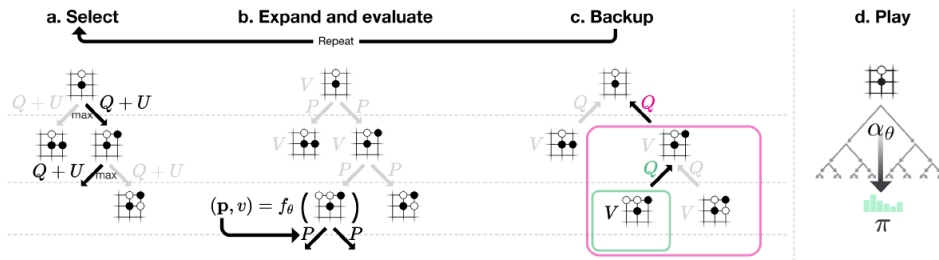 a. Select
b. Expand and evaluate
c. Backup
d. Play
Repeat
Q + U
Q + U
max
Q + U
max
Q + U
V
P
P
V
V
P
P
(p, v) = fθ ( )
P
P
V
Q
Q
V
V
Q
Q
V
V
αθ
π